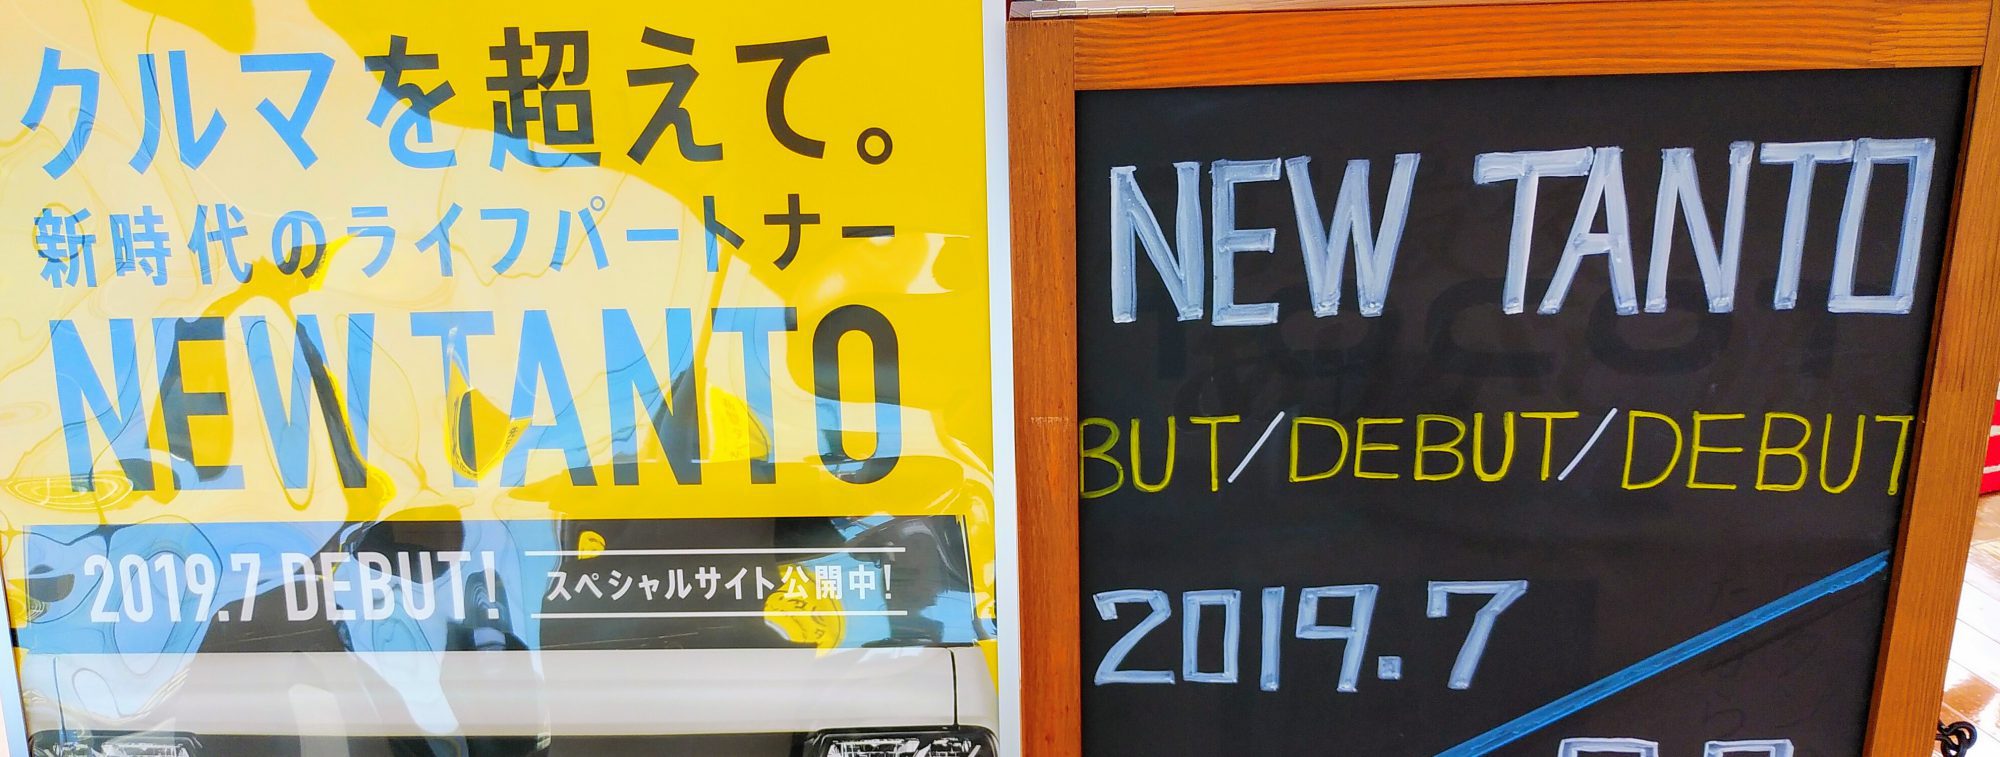 クルマを超えて。
新時代のライフパートナー
NEW TANTO
2019.7 DEBUT!
スペシャルサイト公開中!
NEW TANTO
BUT/DEBUT/DEBUT
2019.7